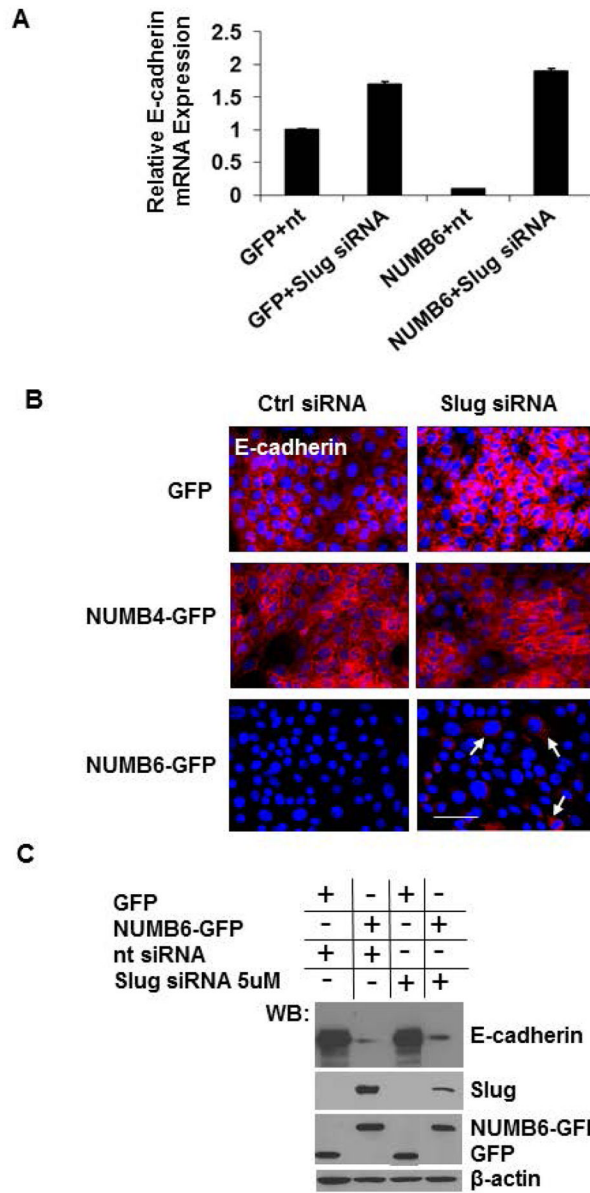 A
Relative E-cadherin
mRNA Expression
2.5
2
1.5
1
0.5
0
GFP+nt
GFP+Slug siRNA
NUMB6+nt
NUMB6+Slug siRNA
B
Ctrl siRNA Slug siRNA
E-cadherin
GFP
NUMB4-GFP
NUMB6-GFP
C
GFP + - + -
NUMB6-GFP - + - +
nt siRNA + + - -
Slug siRNA 5uM - - + +
WB:
E-cadherin
Slug
NUMB6-GFP
GFP
β-actin